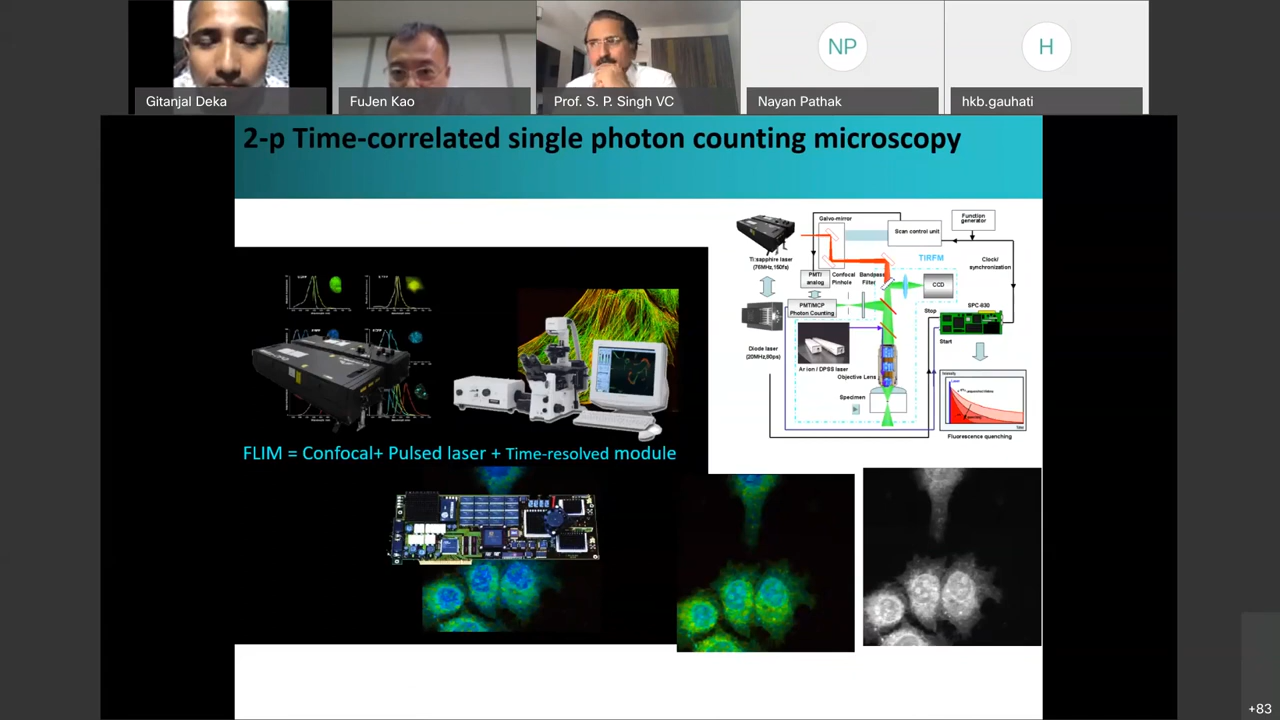 NP
H
Gitanjal Deka
FuJen Kao
Prof. S. P. Singh VC
Nayan Pathak
hkb.gauhati
2-p Time-correlated single photon counting microscopy
Galvo-mirror
Function
generator
Scan control unit
Ti:sapphire laser
(76MHz,150fs)
TIRFM
Clock/
synchronization
PMT/
analog
Confocal
Pinhole
Bandpass
Filter
CCD
PMT/MCP
Photon Counting
Stop
SPC-830
Start
Diode laser
(20MHz,90ps)
Ar ion / DPSS laser
Objective Lens
Specimen
Intensity
Time
Fluorescence quenching
FLIM = Confocal+ Pulsed laser + Time-resolved module
+83